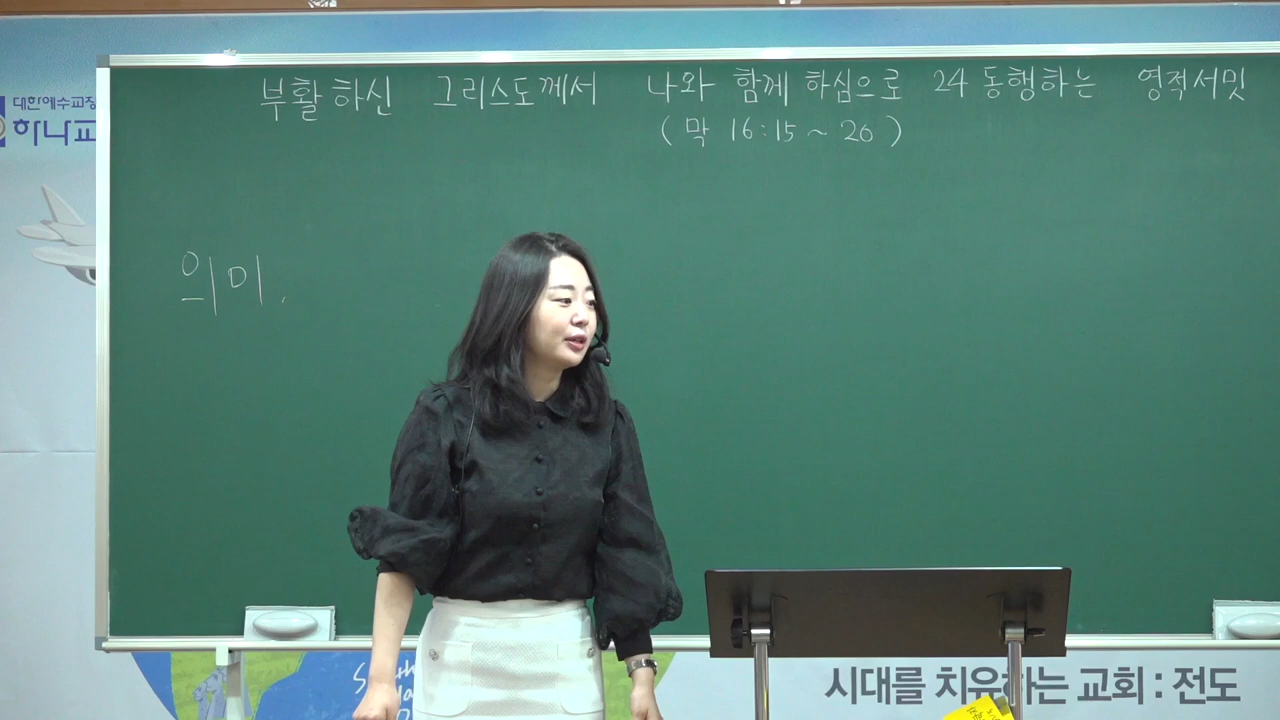 부활하신 그리스도께서 나와 함께 하심으로 24 동행하는 영적서밋
(막 16:15~20)
대한예수교장
하나교
의미.
시대를 치유하는 교회 : 전도